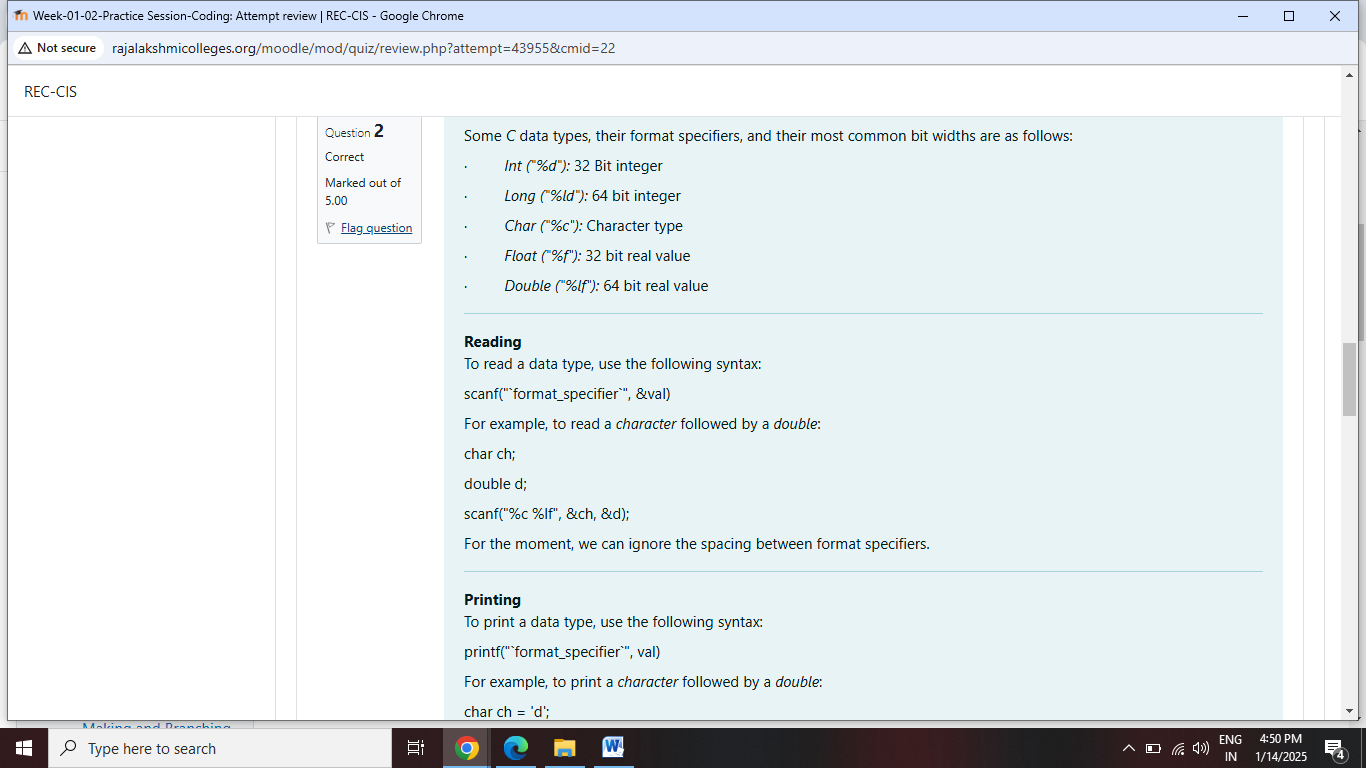 Week-01-02-Practice Session-Coding: Attempt review | REC-CIS - Google Chrome
Not secure rajalakshmicolleges.org/moodle/mod/quiz/review.php?attempt=43955&cmid=22
REC-CIS
Question 2
Correct
Marked out of
5.00
Flag question
Some C data types, their format specifiers, and their most common bit widths are as follows:
· Int ("%d"): 32 Bit integer
· Long ("%ld"): 64 bit integer
· Char ("%c"): Character type
· Float ("%f"): 32 bit real value
· Double ("%lf"): 64 bit real value
Reading
To read a data type, use the following syntax:
scanf("`format_specifier`", &val)
For example, to read a character followed by a double:
char ch;
double d;
scanf("%c %lf", &ch, &d);
For the moment, we can ignore the spacing between format specifiers.
Printing
To print a data type, use the following syntax:
printf("`format_specifier`", val)
For example, to print a character followed by a double:
char ch = 'd';
Making and Branching
Type here to search
ENG
IN
4:50 PM
1/14/2025
4